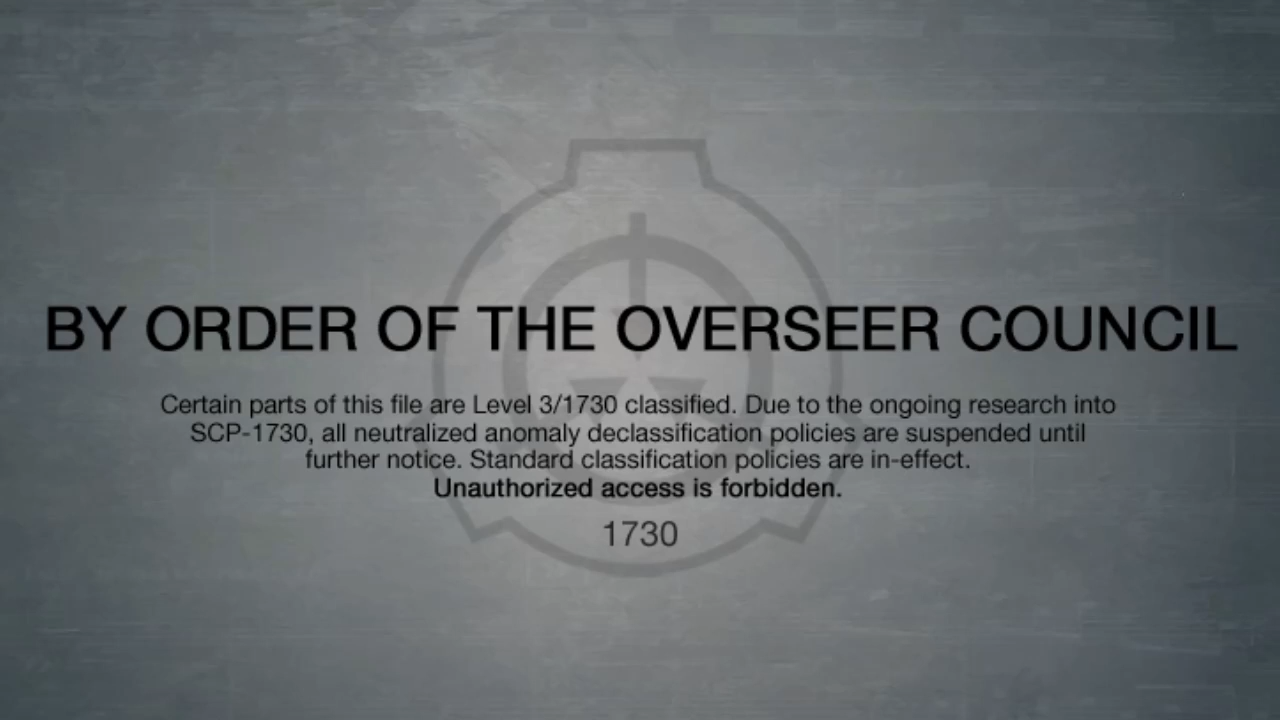 BY ORDER OF THE OVERSEER COUNCIL
Certain parts of this file are Level 3/1730 classified. Due to the ongoing research into
SCP-1730, all neutralized anomaly declassification policies are suspended until
further notice. Standard classification policies are in-effect.
Unauthorized access is forbidden.
1730